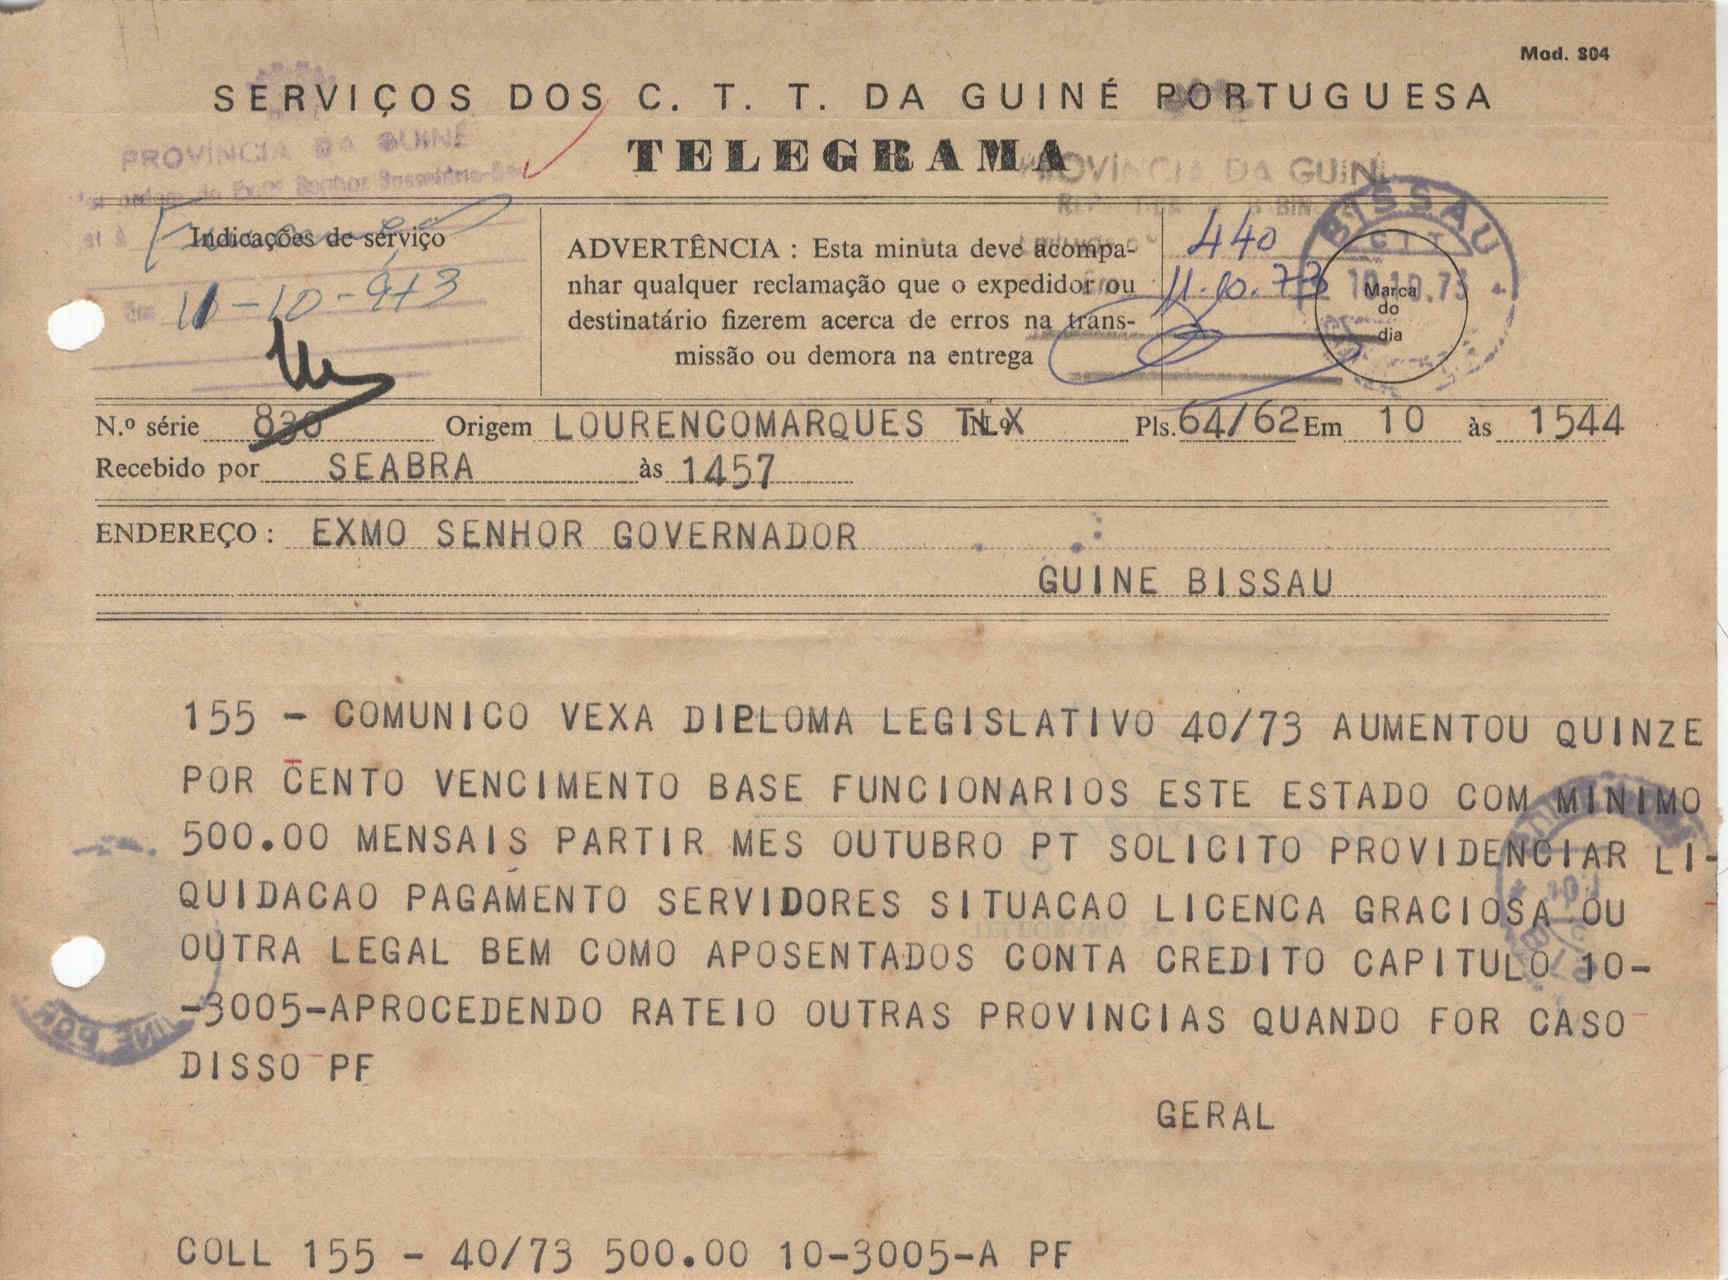 Mod. 804
SERVIÇOS DOS C. T. T. DA GUINÉ PORTUGUESA
TELEGRAMA
PROVÍNCIA DA GUINÉ
PROVÍNCIA DA GUINÉ
Indicações de serviço
11-10-973
ADVERTÊNCIA : Esta minuta deve acompa-
nhar qualquer reclamação que o expedidor ou
destinatário fizerem acerca de erros na trans-
missão ou demora na entrega
440
11.10.73
BISSAU
CTT
10.10.73
Marca
do
dia
N.º série 830 Origem LOURENCOMARQUES TLX N.º Pls. 64/62 Em 10 às 1544
Recebido por SEABRA às 1457
ENDEREÇO : EXMO SENHOR GOVERNADOR
GUINE BISSAU
155 - COMUNICO VEXA DIPLOMA LEGISLATIVO 40/73 AUMENTOU QUINZE
POR CENTO VENCIMENTO BASE FUNCIONARIOS ESTE ESTADO COM MINIMO
500.00 MENSAIS PARTIR MES OUTUBRO PT SOLICITO PROVIDENCIAR LI-
QUIDACAO PAGAMENTO SERVIDORES SITUACAO LICENCA GRACIOSA OU
OUTRA LEGAL BEM COMO APOSENTADOS CONTA CREDITO CAPITULO 10-
-3005-APROCEDENDO RATEIO OUTRAS PROVINCIAS QUANDO FOR CASO
DISSO PF
GERAL
COLL 155 - 40/73 500.00 10-3005-A PF